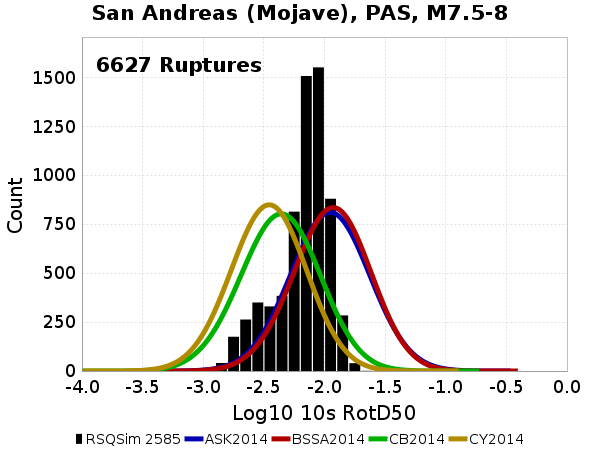 San Andreas (Mojave), PAS, M7.5-8
6627 Ruptures
Count
1500
1250
1000
750
500
250
0
-4.0 -3.5 -3.0 -2.5 -2.0 -1.5 -1.0 -0.5 0.0
Log10 10s RotD50
RSQSim 2585 ASK2014 BSSA2014 CB2014 CY2014